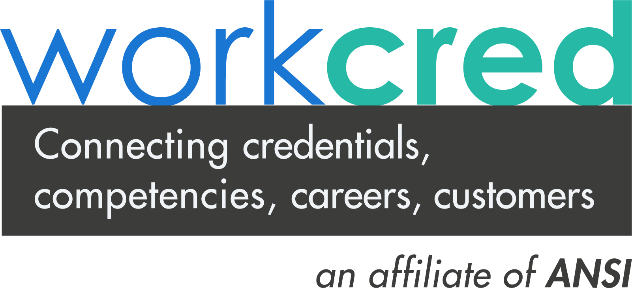 workcred
Connecting credentials,
competencies, careers, customers
an affiliate of ANSI